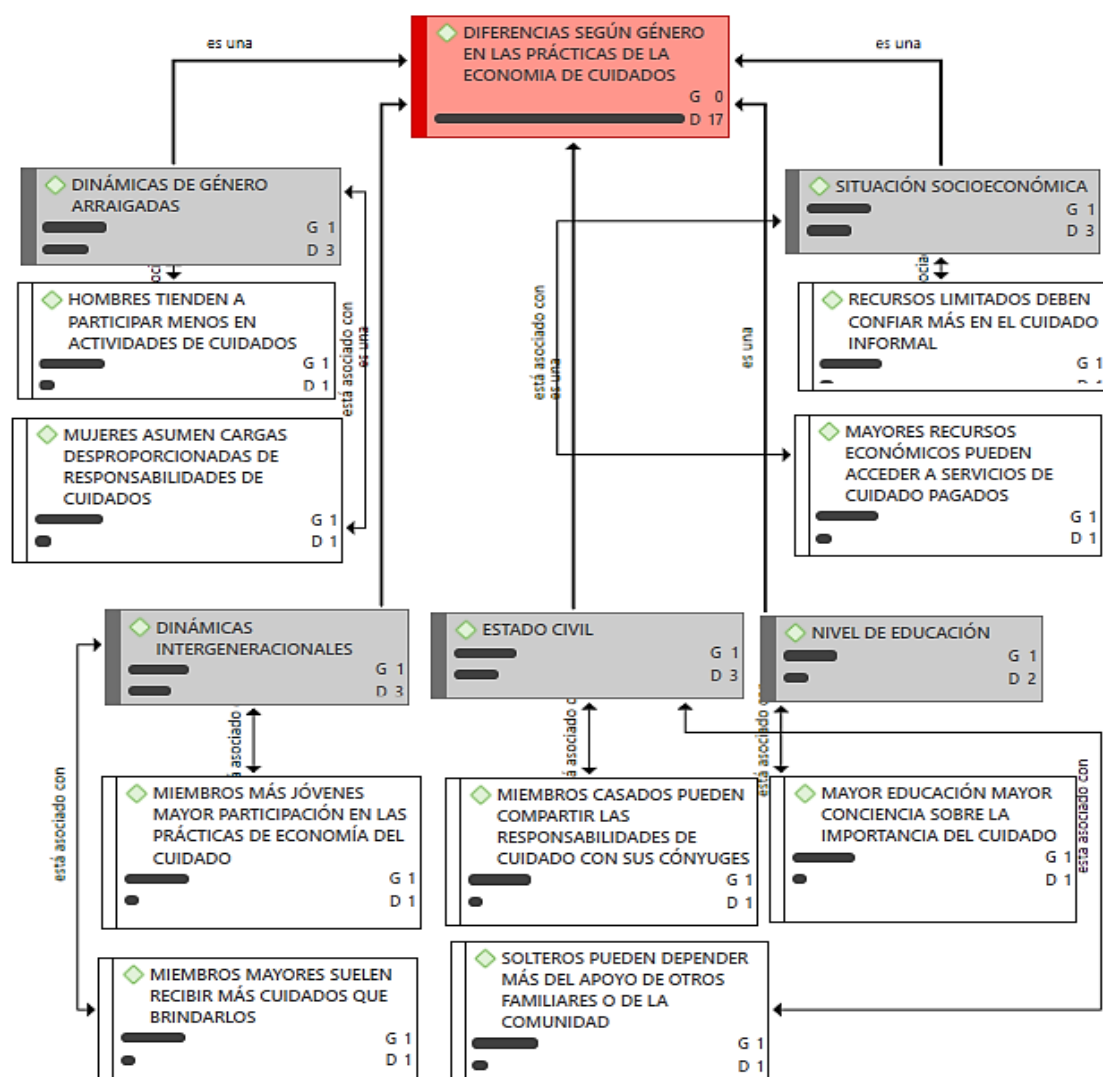 DIFERENCIAS SEGÚN GÉNERO
EN LAS PRÁCTICAS DE LA
ECONOMIA DE CUIDADOS
G 0
D 17
es una
es una
DINÁMICAS DE GÉNERO
ARRAIGADAS
G 1
D 3
SITUACIÓN SOCIOECONÓMICA
G 1
D 3
HOMBRES TIENDEN A
PARTICIPAR MENOS EN
ACTIVIDADES DE CUIDADOS
G 1
D 1
está asociado con
es una
está asociado con
es una
es una
RECURSOS LIMITADOS DEBEN
CONFIAR MÁS EN EL CUIDADO
INFORMAL
G 1
MUJERES ASUMEN CARGAS
DESPROPORCIONADAS DE
RESPONSABILIDADES DE
CUIDADOS
G 1
D 1
MAYORES RECURSOS
ECONÓMICOS PUEDEN
ACCEDER A SERVICIOS DE
CUIDADO PAGADOS
G 1
D 1
DINÁMICAS
INTERGENERACIONALES
G 1
D 3
ESTADO CIVIL
G 1
D 3
NIVEL DE EDUCACIÓN
G 1
D 2
está asociado con
asociado
asociado
está asociado
está asociado con
MIEMBROS MÁS JÓVENES
MAYOR PARTICIPACIÓN EN LAS
PRÁCTICAS DE ECONOMÍA DEL
CUIDADO
G 1
D 1
MIEMBROS CASADOS PUEDEN
COMPARTIR LAS
RESPONSABILIDADES DE
CUIDADO CON SUS CÓNYUGES
G 1
D 1
MAYOR EDUCACIÓN MAYOR
CONCIENCIA SOBRE LA
IMPORTANCIA DEL CUIDADO
G 1
D 1
MIEMBROS MAYORES SUELEN
RECIBIR MÁS CUIDADOS QUE
BRINDARLOS
G 1
D 1
SOLTEROS PUEDEN DEPENDER
MÁS DEL APOYO DE OTROS
FAMILIARES O DE LA
COMUNIDAD
G 1
D 1